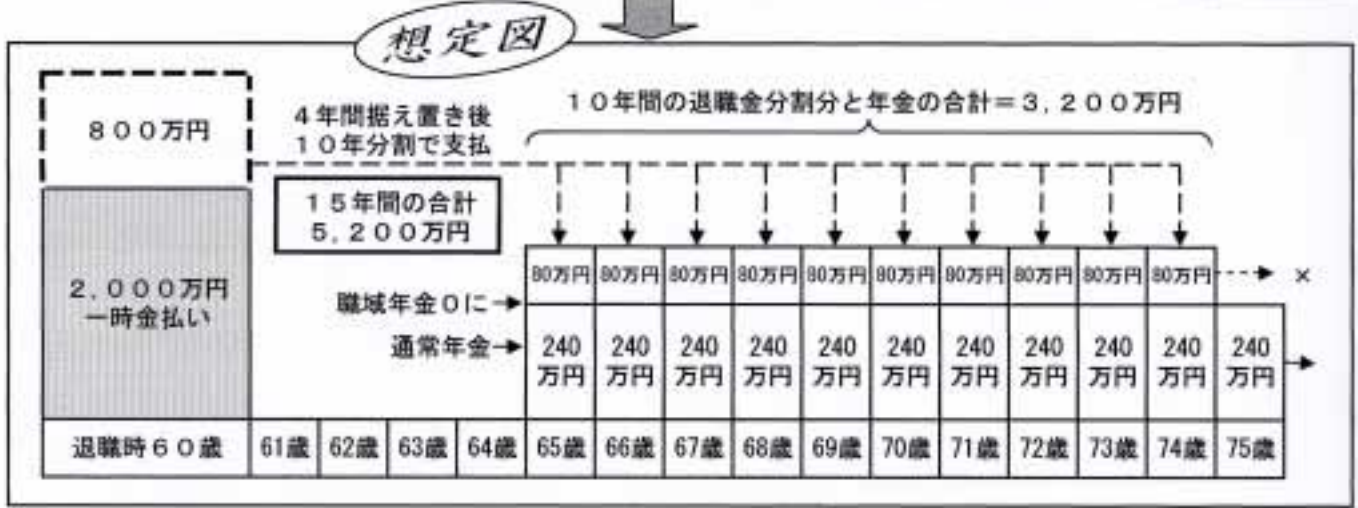 想定図
800万円
4年間据え置き後
10年分割で支払
10年間の退職金分割分と年金の合計=3,200万円
15年間の合計
5,200万円
2,000万円
一時金払い
80万円 80万円 80万円 80万円 80万円 80万円 80万円 80万円 80万円 80万円 ×
職域年金0に
通常年金
240 240 240 240 240 240 240 240 240 240 240
万円 万円 万円 万円 万円 万円 万円 万円 万円 万円 万円
退職時60歳 61歳 62歳 63歳 64歳 65歳 66歳 67歳 68歳 69歳 70歳 71歳 72歳 73歳 74歳 75歳